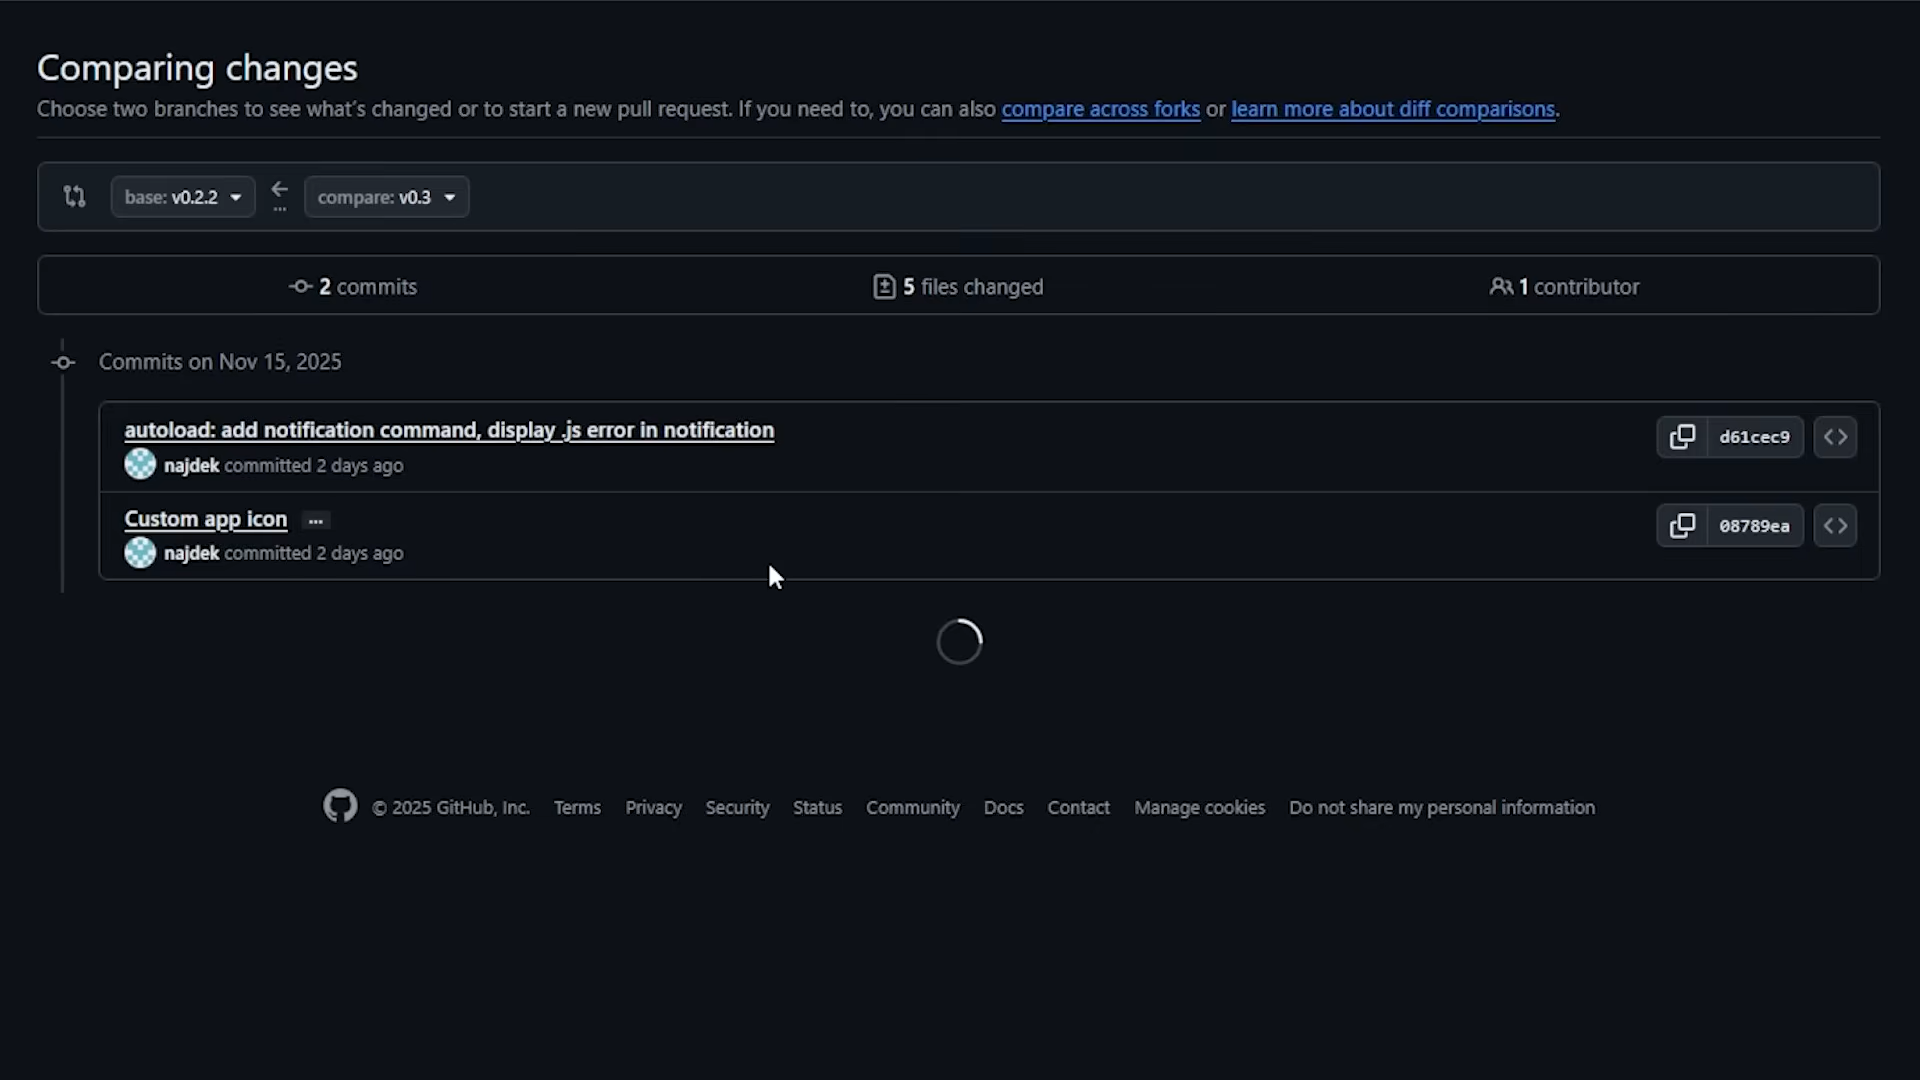 Comparing changes
Choose two branches to see what's changed or to start a new pull request. If you need to, you can also compare across forks or learn more about diff comparisons.
base: v0.2.2
...
compare: v0.3
2 commits
5 files changed
1 contributor
Commits on Nov 15, 2025
autoload: add notification command, display .js error in notification
d61cec9
najdek committed 2 days ago
Custom app icon ...
08789ea
najdek committed 2 days ago
© 2025 GitHub, Inc. Terms Privacy Security Status Community Docs Contact Manage cookies Do not share my personal information